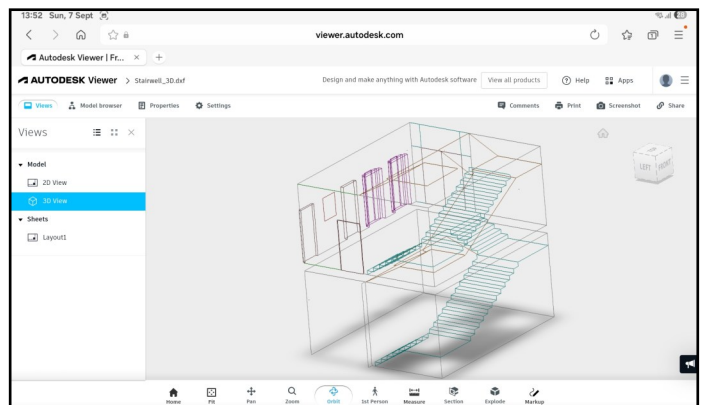 13:52 Sun, 7 Sept
viewer.autodesk.com
Autodesk Viewer | Fr...
AUTODESK Viewer > Stairwell_3D.dxf
Design and make anything with Autodesk software
View all products
Help
Apps
Views
Model browser
Properties
Settings
Comments
Print
Screenshot
Share
Views
Model
2D View
3D View
Sheets
Layout1
LEFT
FRONT
Home
Fit
Pan
Zoom
Orbit
1st Person
Measure
Section
Explode
Markup